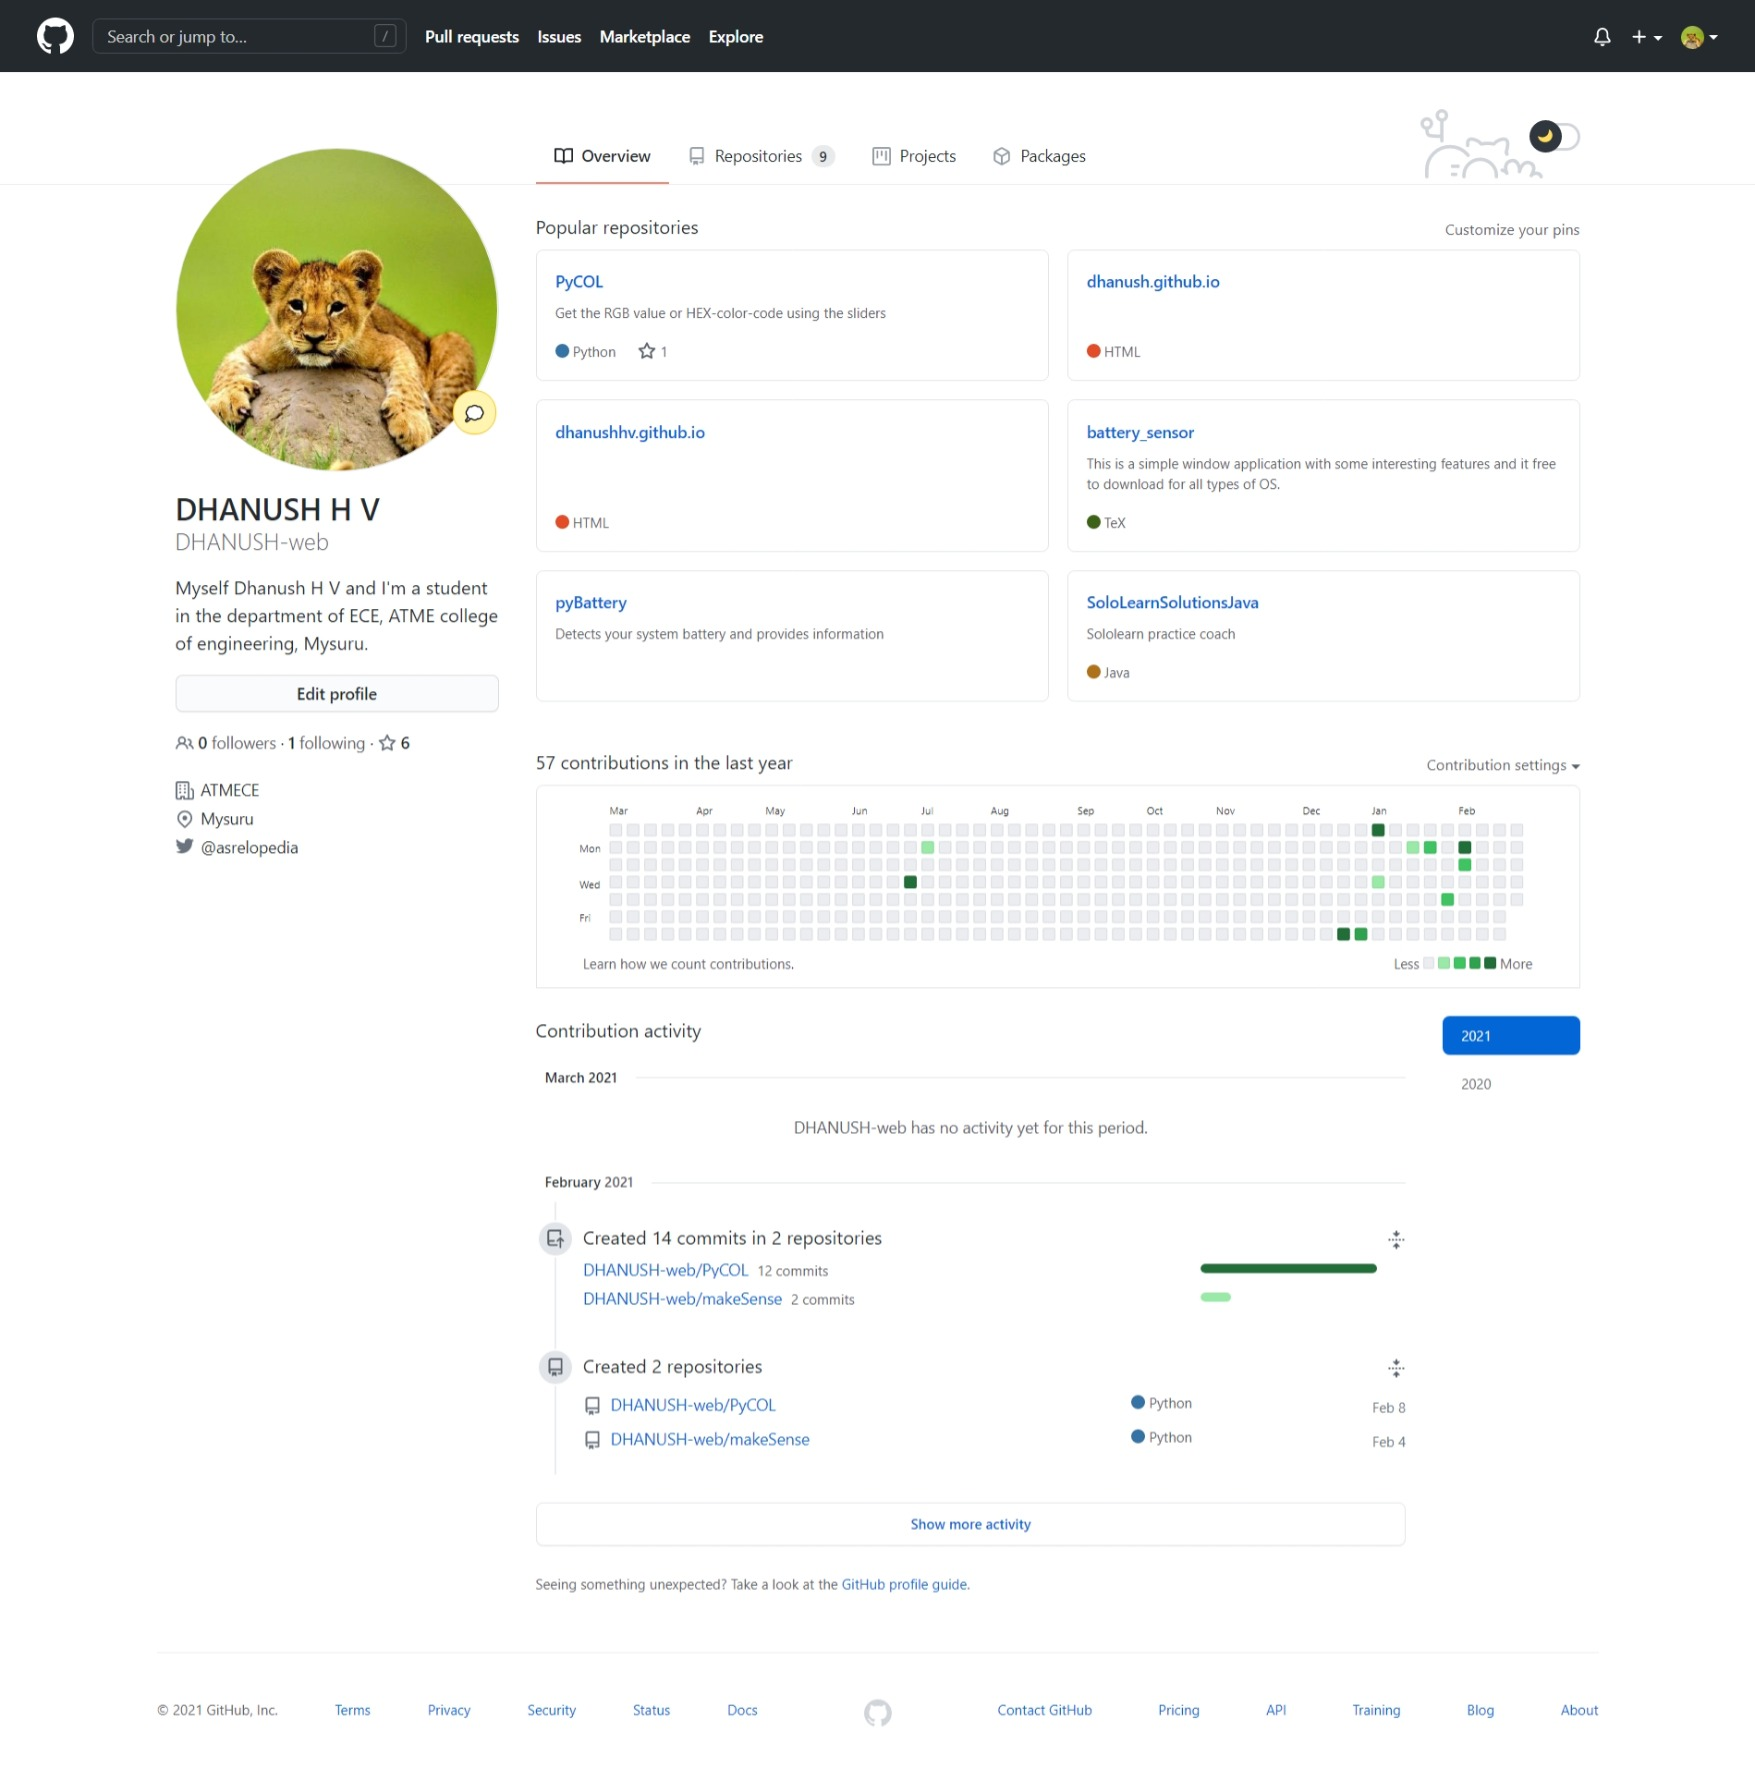 Search or jump to... /
Pull requests Issues Marketplace Explore
Overview Repositories 9 Projects Packages
DHANUSH H V
DHANUSH-web
Myself Dhanush H V and I'm a student
in the department of ECE, ATME college
of engineering, Mysuru.
Edit profile
0 followers · 1 following · 6
ATMECE
Mysuru
@asrelopedia
Popular repositories
Customize your pins
PyCOL
Get the RGB value or HEX-color-code using the sliders
Python 1
dhanush.github.io
HTML
dhanushhv.github.io
HTML
battery_sensor
This is a simple window application with some interesting features and it free
to download for all types of OS.
TeX
pyBattery
Detects your system battery and provides information
SoloLearnSolutionsJava
Sololearn practice coach
Java
57 contributions in the last year
Contribution settings
Mar Apr May Jun Jul Aug Sep Oct Nov Dec Jan Feb
Mon
Wed
Fri
Learn how we count contributions.
Less More
Contribution activity
2021
2020
March 2021
DHANUSH-web has no activity yet for this period.
February 2021
Created 14 commits in 2 repositories
DHANUSH-web/PyCOL 12 commits
DHANUSH-web/makeSense 2 commits
Created 2 repositories
DHANUSH-web/PyCOL Python Feb 8
DHANUSH-web/makeSense Python Feb 4
Show more activity
Seeing something unexpected? Take a look at the GitHub profile guide.
© 2021 GitHub, Inc. Terms Privacy Security Status Docs Contact GitHub Pricing API Training Blog About